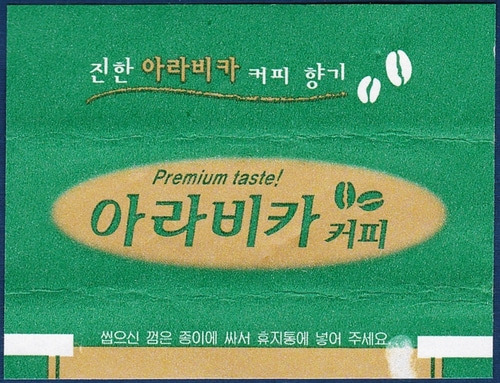 진한 아라비카 커피 향기
Premium taste!
아라비카 커피
씹으신 껌은 종이에 싸서 휴지통에 넣어 주세요